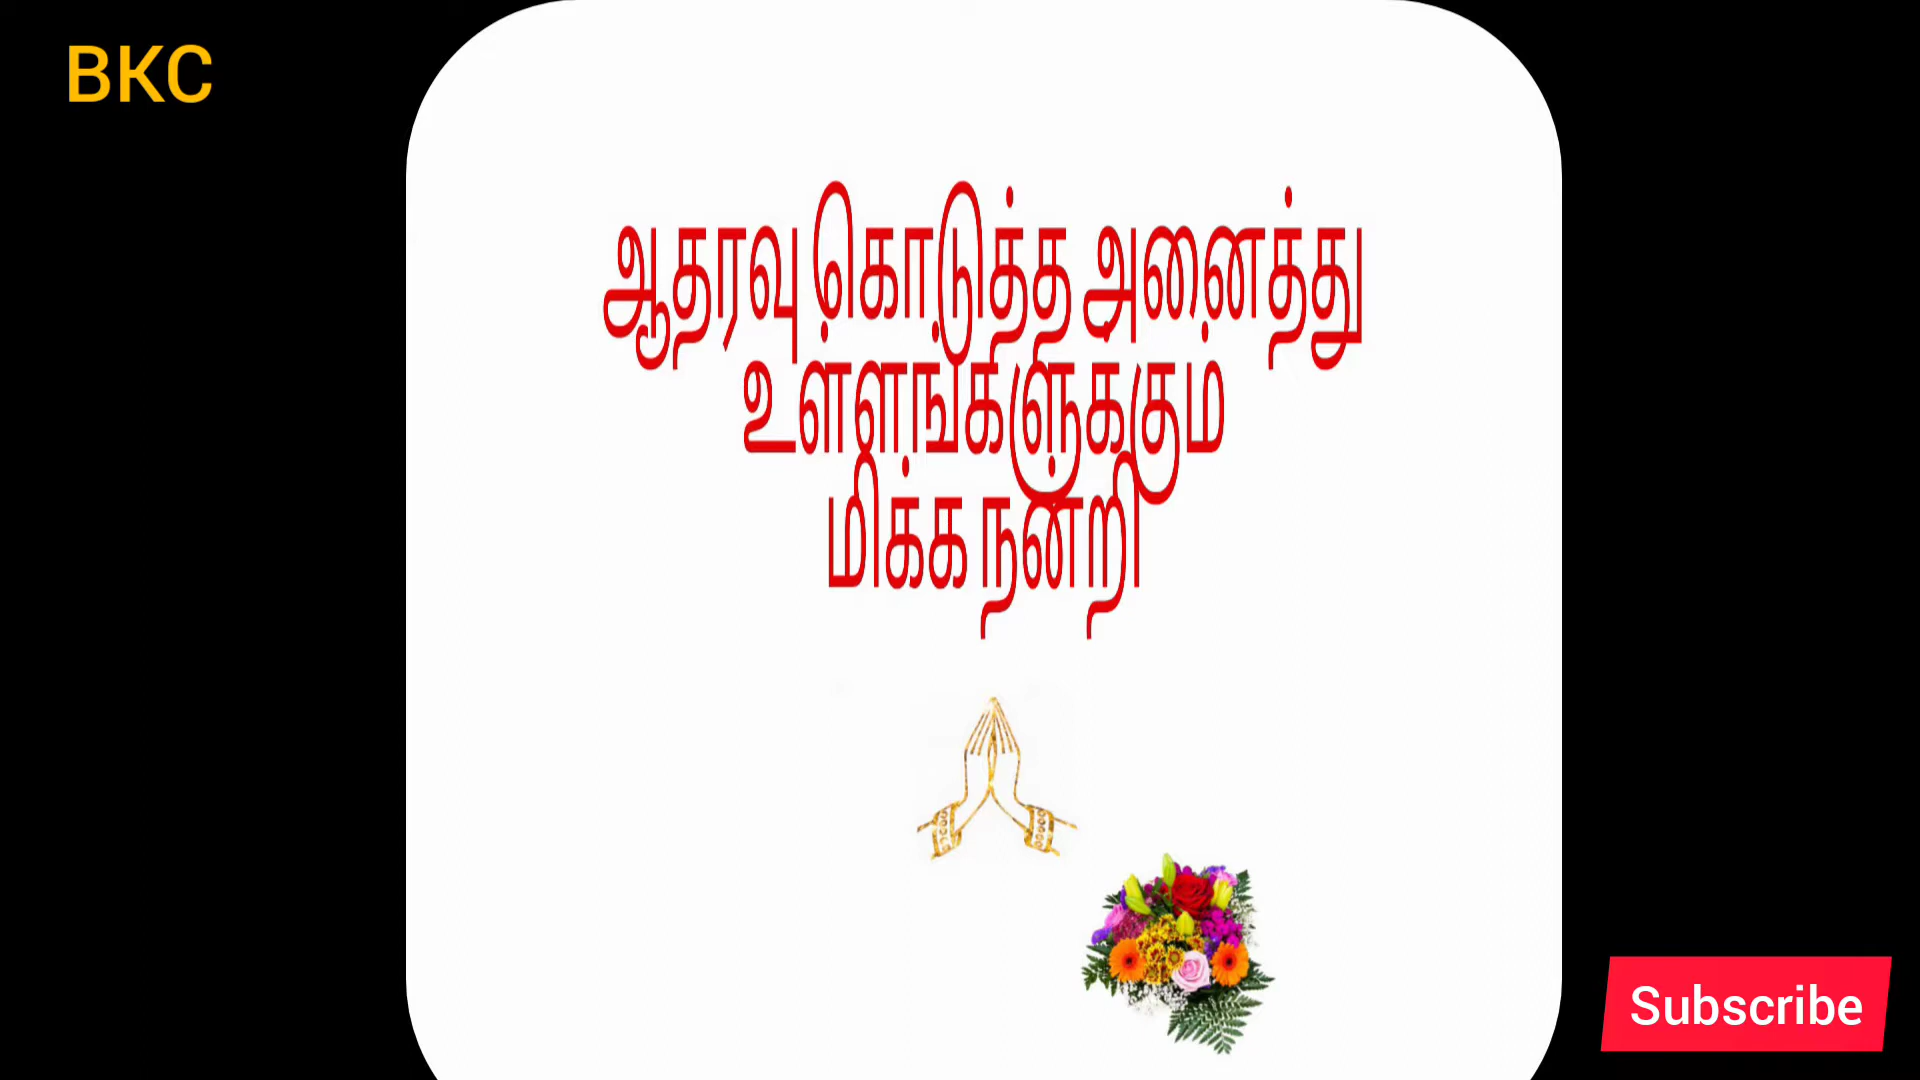 BKC
ஆதரவு கொடுத்த அனைத்து
உள்ளங்களுக்கும்
மிக்க நன்றி
Subscribe